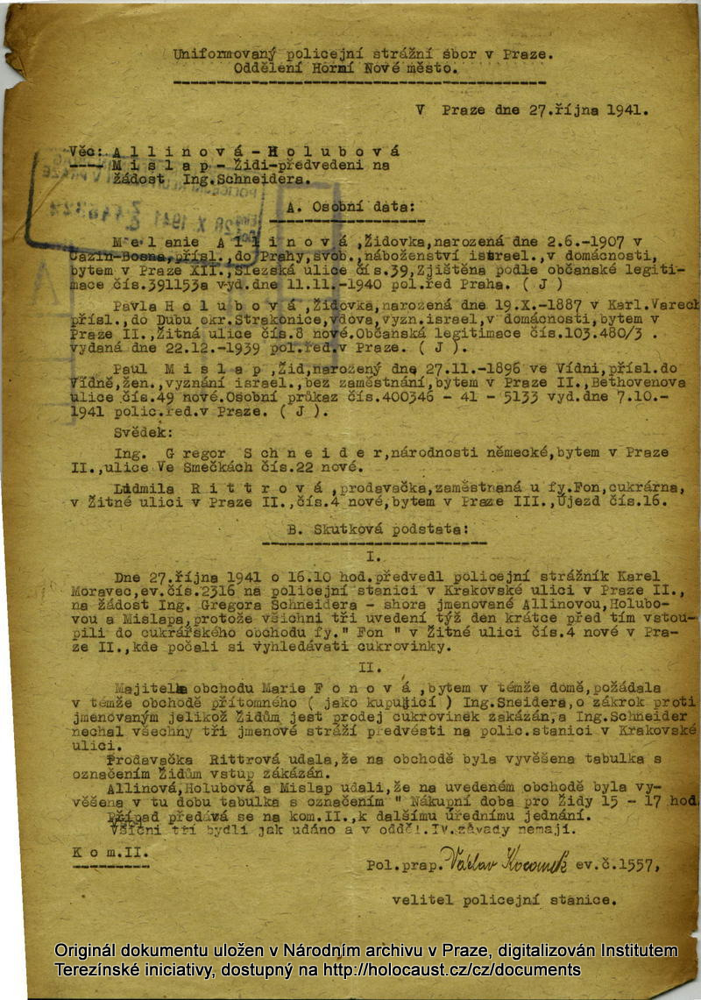 Uniformovaný policejní strážní sbor v Praze.
Oddělení Horní Nové město.
V Praze dne 27.října 1941.
Věc: A l l i n o v á - H o l u b o v á
M i s l a p - Židi-předvedeni na
žádost Ing.Schneidera.
A. Osobní data:
M e l a n i e A l l i n o v á ,Židovka,narozená dne 2.6.-1907 v
Cazin-Bosna,přísl.,do Prahy,svob.,náboženství istrael.,v domácnosti,
bytem v Praze XII.,Slezská ulice čís.39,Zjištěna podle občanské legiti-
mace čís.391153a vyd.dne 11.11.-1940 pol.řed Praha. ( J )
Pavla H o l u b o v á ,Židovka,narozená dne 19.X.-1887 v Karl.Varech
přísl.,do Dubu okr.Strakonice,vdova,vyzn.israel,v domácnosti,bytem v
Praze II.,Žitná ulice čís.8 nové.Občanská legitimace čís.103.480/3 .
vydaná dne 22.12.-1939 pol.řed.v Praze. ( J ).
Paul M i s l a p ,Žid,narozený dne 27.11.-1896 ve Vídni,přísl.do
Vídně,žen.,vyznání israel.,bez zaměstnání,bytem v Praze II.,Bethovenova
ulice čís.49 nové.Osobní průkaz čís.400346 - 41 - 5133 vyd.dne 7.10.-
1941 polic.řed.v Praze. ( J ).
Svědek:
Ing. G r e g o r S c h n e i d e r,národnosti německé,bytem v Praze
II.,ulice Ve Smečkách čís.22 nové.
Ludmila R i t t r o v á ,prodavačka,zaměstnaná u fy.Fon,cukrárna,
v Žitné ulici v Praze II.,čís.4 nové,bytem v Praze III.,Újezd čís.16.
B. Skutková podstata:
I.
Dne 27.října 1941 o 16.10 hod.předvedl policejní strážník Karel
Moravec,ev.čís.2316 na policejní stanici v Krakovské ulici v Praze II.,
na žádost Ing. Gregora Schneidera - shora jmenované Allinovou,Holubo-
vou a Mislapa,protože všichni tři uvedení týž den krátce před tím vstou-
pili do cukrářského obchodu fy." Fon " v Žitné ulici čís.4 nové v Pra-
ze II.,kde počali si vyhledávati cukrovinky.
II.
Majitelka obchodu Marie F o n o v á ,bytem v témže domě,požádala
v témže obchodě přítomného ( jako kupující ) Ing.Sneidera,o zákrok proti
jmenovaným jelikož Židům jest prodej cukrovinek zakázán,a Ing.Schneider
nechal všechny tři jmenové stráží předvésti na polic.stanici v Krakovské
ulici.
Prodavačka Rittrová udala,že na obchodě byla vyvěšena tabulka s
označením Židům vstup zákázán.
Allinová,Holubová a Mislap udali,že na uvedeném obchodě byla vy-
věšena v tu dobu tabulka s označením " Nákupní doba pro Židy 15 - 17 hod
Případ předává se na kom.II.,k dalšímu úřednímu jednání.
Všicni tři bydlí jak udáno a v odděl.IV.závady nemají.
K o m.II.
Pol.prap. Václav ev.č.1557,
velitel policejní stanice.
Originál dokumentu uložen v Národním archivu v Praze, digitalizován Institutem
Terezínské iniciativy, dostupný na http://holocaust.cz/cz/documents